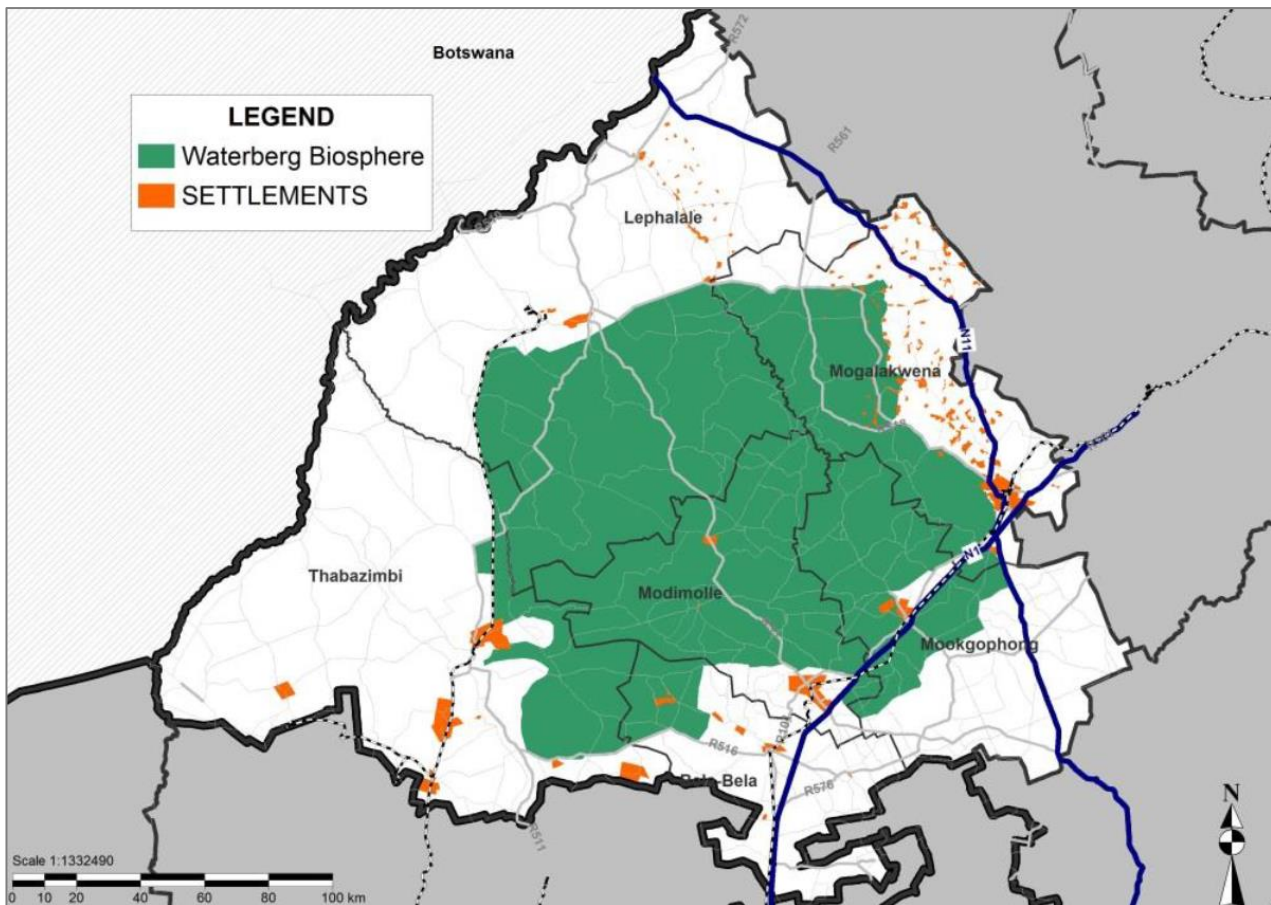 Botswana
R572
LEGEND
Waterberg Biosphere
SETTLEMENTS
R561
Lephalale
N11
Mogalakwena
N1
Thabazimbi
Modimolle
Mookgophong
R101
R516
Bela-Bela
R576
R511
N
Scale 1:1332490
0 10 20 40 60 80 100 km